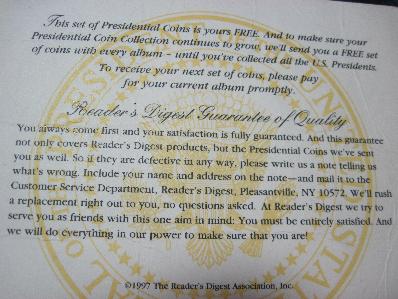 This set of Presidential Coins is yours FREE. And to make sure your
Presidential Coin Collection continues to grow, we'll send you a FREE set
of coins with every album – until you've collected all the U.S. Presidents.
To receive your next set of coins, please pay
for your current album promptly.
Reader's Digest Guarantee of Quality
You always come first and your satisfaction is fully guaranteed. And this guarantee
not only covers Reader's Digest products, but the Presidential Coins we've sent
you as well. So if they are defective in any way, please write us a note telling us
what's wrong. Include your name and address on the note—and mail it to the
Customer Service Department, Reader's Digest, Pleasantville, NY 10572. We'll rush
a replacement right out to you, no questions asked. At Reader's Digest we try to
serve you as friends with this one aim in mind: You must be entirely satisfied. And
we will do everything in our power to make sure that you are!
©1997 The Reader's Digest Association, Inc.